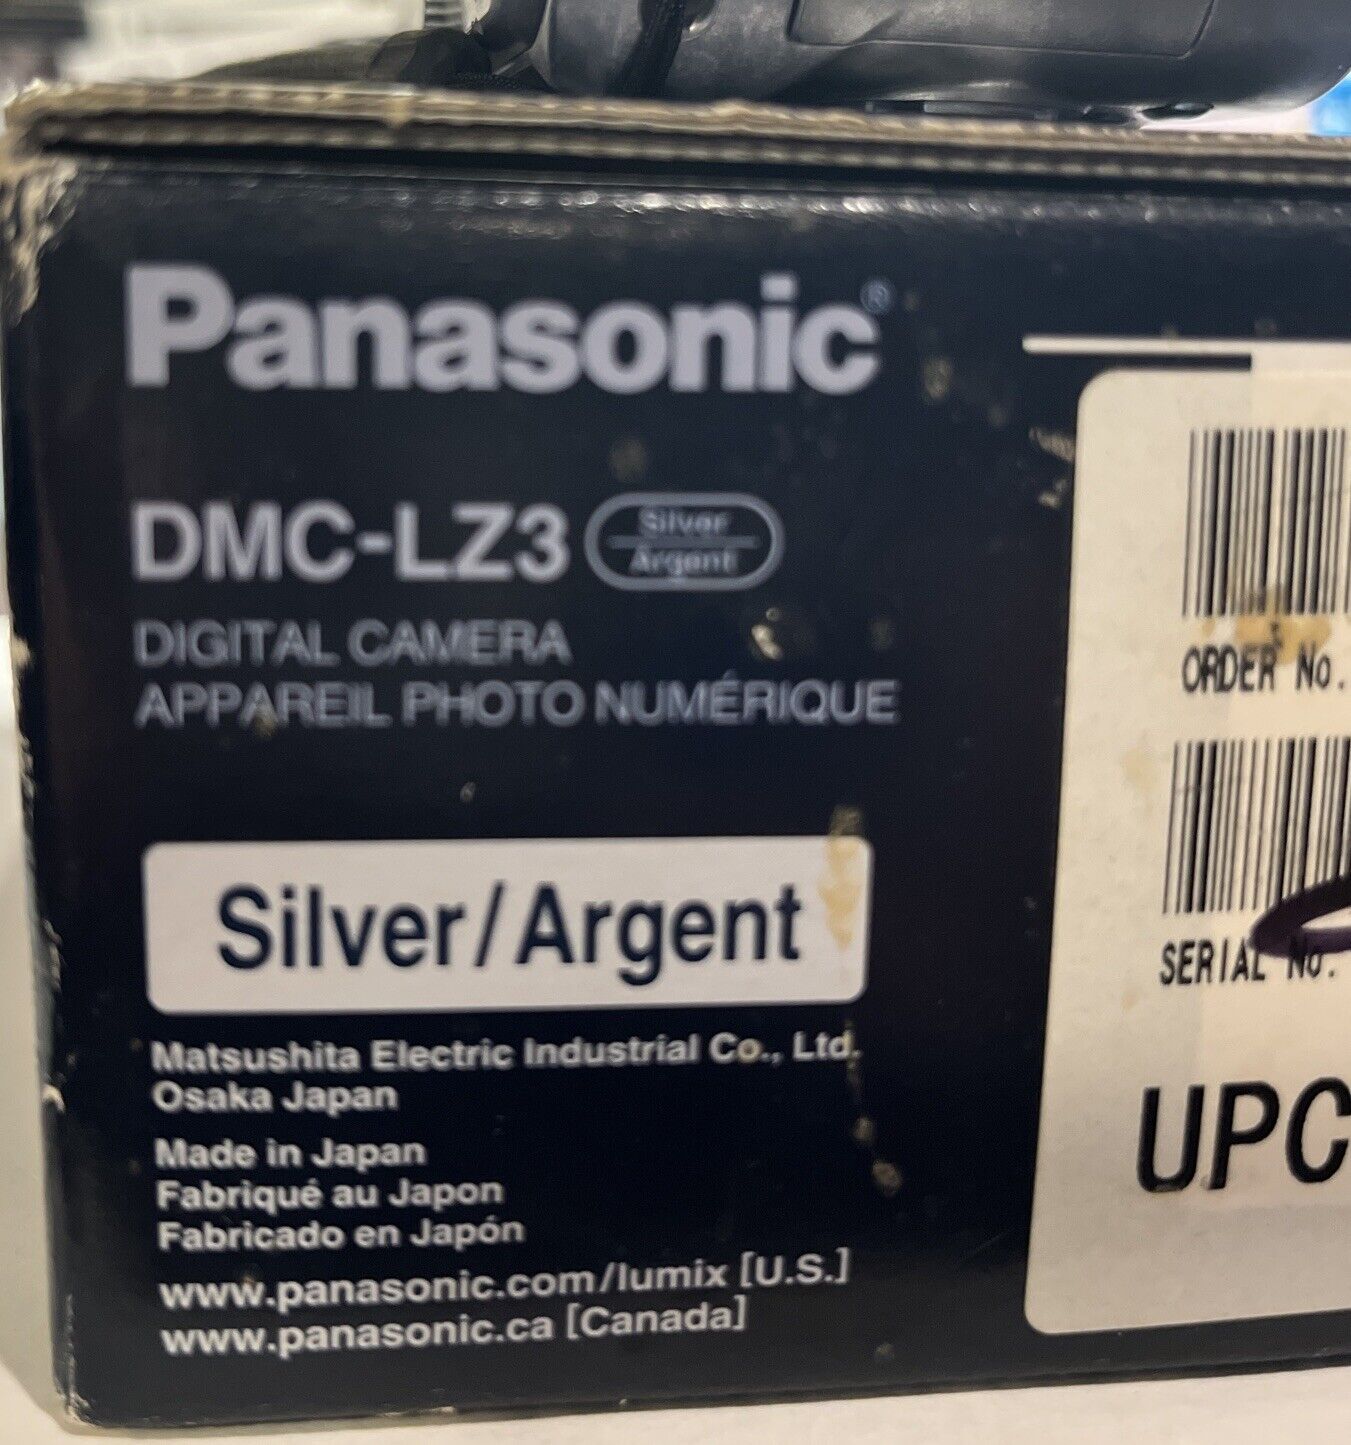 Panasonic®
DMC-LZ3 Silver
Argent
DIGITAL CAMERA
APPAREIL PHOTO NUMÉRIQUE
Silver/Argent
Matsushita Electric Industrial Co., Ltd.
Osaka Japan
Made in Japan
Fabriqué au Japon
Fabricado en Japón
www.panasonic.com/lumix [U.S.]
www.panasonic.ca [Canada]
ORDER No.
SERIAL No.
UPC